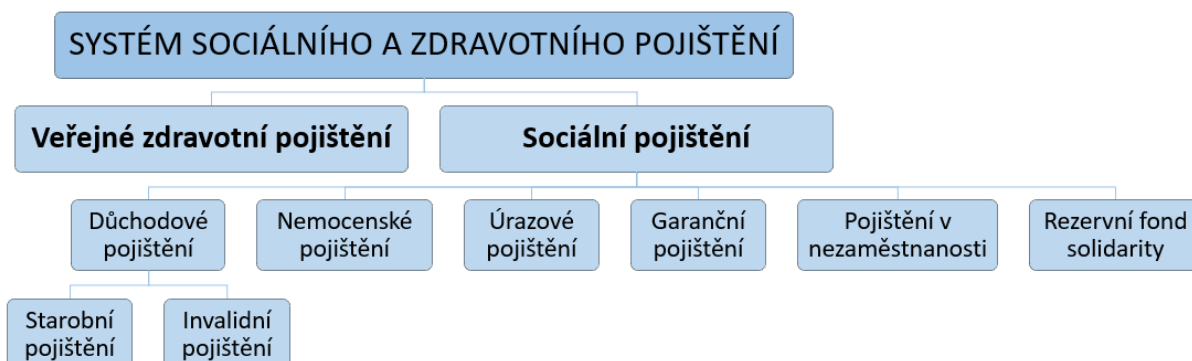 SYSTÉM SOCIÁLNÍHO A ZDRAVOTNÍHO POJIŠTĚNÍ
Veřejné zdravotní pojištění
Sociální pojištění
Důchodové
pojištění
Nemocenské
pojištění
Úrazové
pojištění
Garanční
pojištění
Pojištění v
nezaměstnanosti
Rezervní fond
solidarity
Starobní
pojištění
Invalidní
pojištění